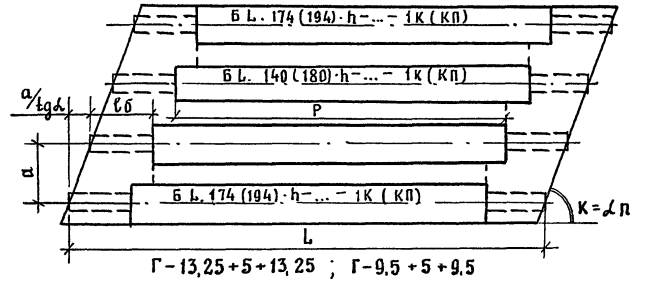 Б L. 174 (194)·h-...- 1К (КП)
Б L. 140 (180)·h-...- 1К (КП)
a/tgα
lб
P
a
Б L. 174 (194)·h-...- 1К (КП)
К = αп
L
Г-13,25+5+13,25 ; Г-9,5+5+9,5